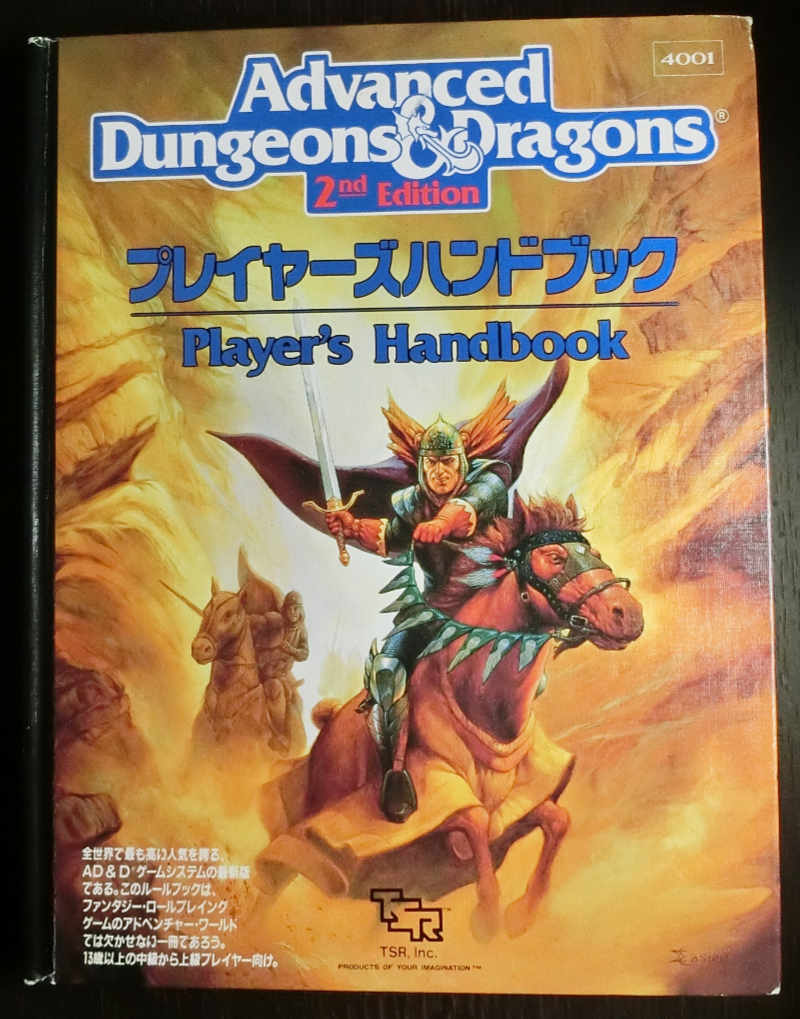 4001
Advanced
Dungeons & Dragons®
2nd Edition
プレイヤーズハンドブック
Player's Handbook
全世界で最も高い人気を誇る、
AD&D®ゲームシステムの最新版
である。このルールブックは、
ファンタジー・ロールプレイング
ゲームのアドベンチャー・ワールド
では欠かせない一冊であろう。
13歳以上の中級から上級プレイヤー向け。
TSR™
TSR, Inc.
PRODUCTS OF YOUR IMAGINATION™
Easley